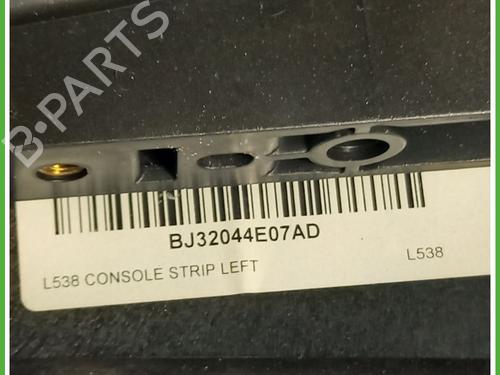 B-PARTS
BJ32044E07AD
L538 CONSOLE STRIP LEFT
L538